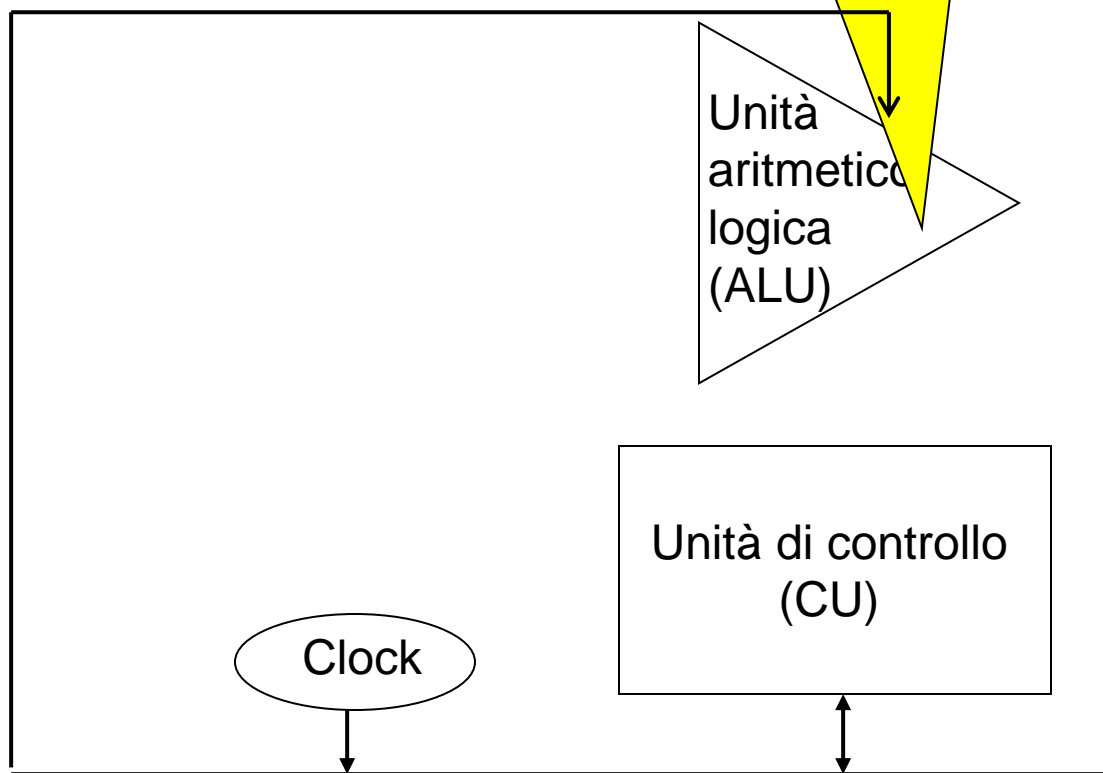 Unità
aritmetico
logica
(ALU)
Unità di controllo
(CU)
Clock